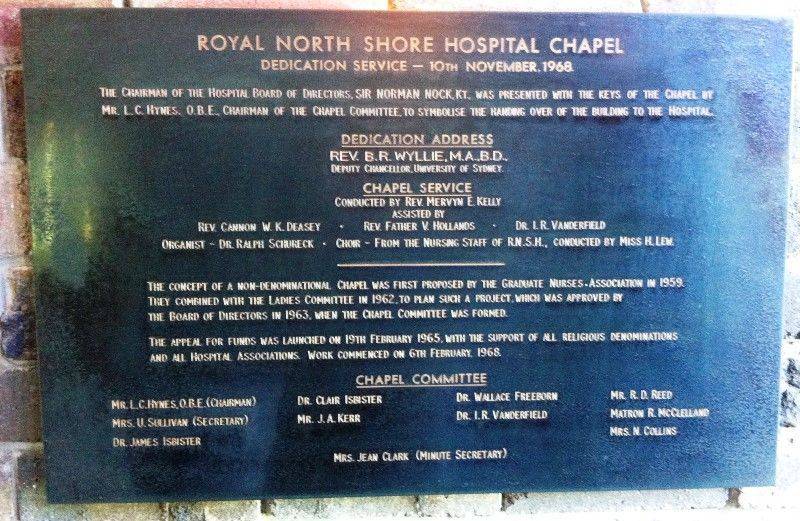 ROYAL NORTH SHORE HOSPITAL CHAPEL
DEDICATION SERVICE – 10TH NOVEMBER, 1968.
THE CHAIRMAN OF THE HOSPITAL BOARD OF DIRECTORS, SIR NORMAN NOCK, KT. WAS PRESENTED WITH THE KEYS OF THE CHAPEL BY
MR. L. C. HYNES, O.B.E., CHAIRMAN OF THE CHAPEL COMMITTEE, TO SYMBOLISE THE HANDING OVER OF THE BUILDING TO THE HOSPITAL.
DEDICATION ADDRESS
REV. B. R. WYLLIE, M.A., B.D.,
DEPUTY CHANCELLOR, UNIVERSITY OF SYDNEY.
CHAPEL SERVICE
CONDUCTED BY REV. MERVYN E. KELLY
ASSISTED BY
REV. CANNON W. K. DEASEY · REV. FATHER V. HOLLANDS · DR. I. R. VANDERFIELD
ORGANIST – DR. RALPH SCHURECK · CHOIR – FROM THE NURSING STAFF OF R.N.S.H., CONDUCTED BY MISS H. LEW.
THE CONCEPT OF A NON-DENOMINATIONAL CHAPEL WAS FIRST PROPOSED BY THE GRADUATE NURSES·ASSOCIATION IN 1959.
THEY COMBINED WITH THE LADIES COMMITTEE IN 1962, TO PLAN SUCH A PROJECT, WHICH WAS APPROVED BY
THE BOARD OF DIRECTORS IN 1963, WHEN THE CHAPEL COMMITTEE WAS FORMED.
THE APPEAL FOR FUNDS WAS LAUNCHED ON 19TH FEBRUARY 1965, WITH THE SUPPORT OF ALL RELIGIOUS DENOMINATIONS
AND ALL HOSPITAL ASSOCIATIONS. WORK COMMENCED ON 6TH FEBRUARY, 1968.
CHAPEL COMMITTEE
MR. L. C. HYNES, O.B.E. (CHAIRMAN) DR. CLAIR ISBISTER DR. WALLACE FREEBORN MR. R. D. REED
MRS. U. SULLIVAN (SECRETARY) MR. J. A. KERR DR. I. R. VANDERFIELD MATRON R. MCCLELLAND
DR. JAMES ISBISTER MRS. N. COLLINS
MRS. JEAN CLARK (MINUTE SECRETARY)